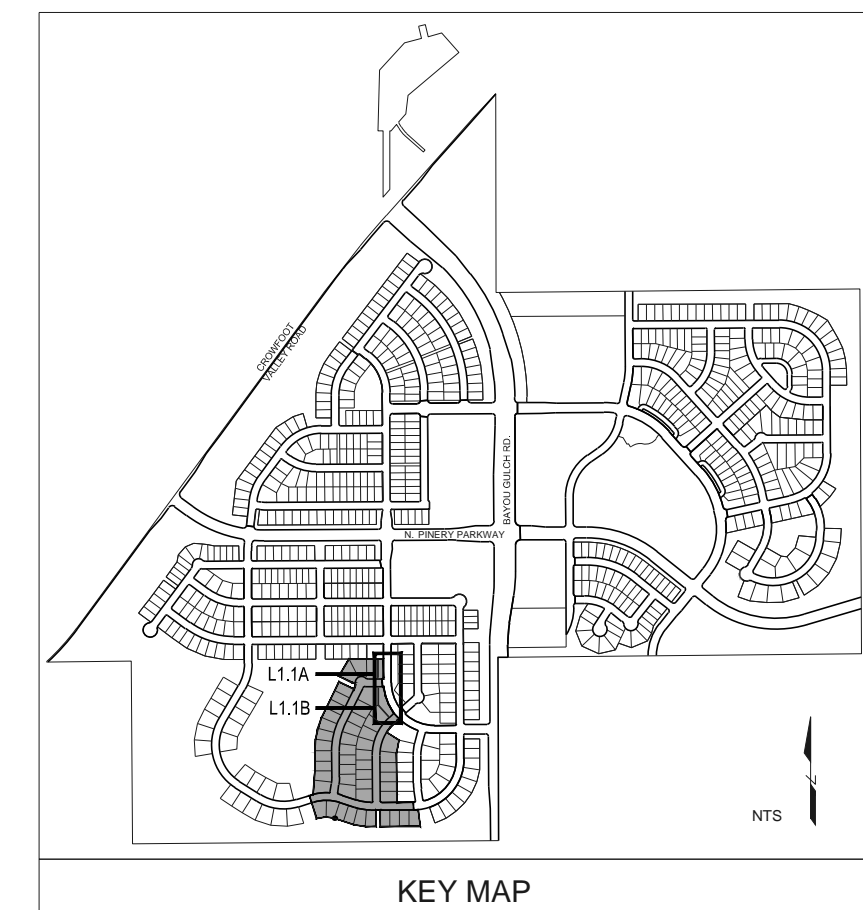 CROWFOOT
VALLEY ROAD
BAYOU GULCH RD.
N. PINERY PARKWAY
L1.1A
L1.1B
NTS
KEY MAP